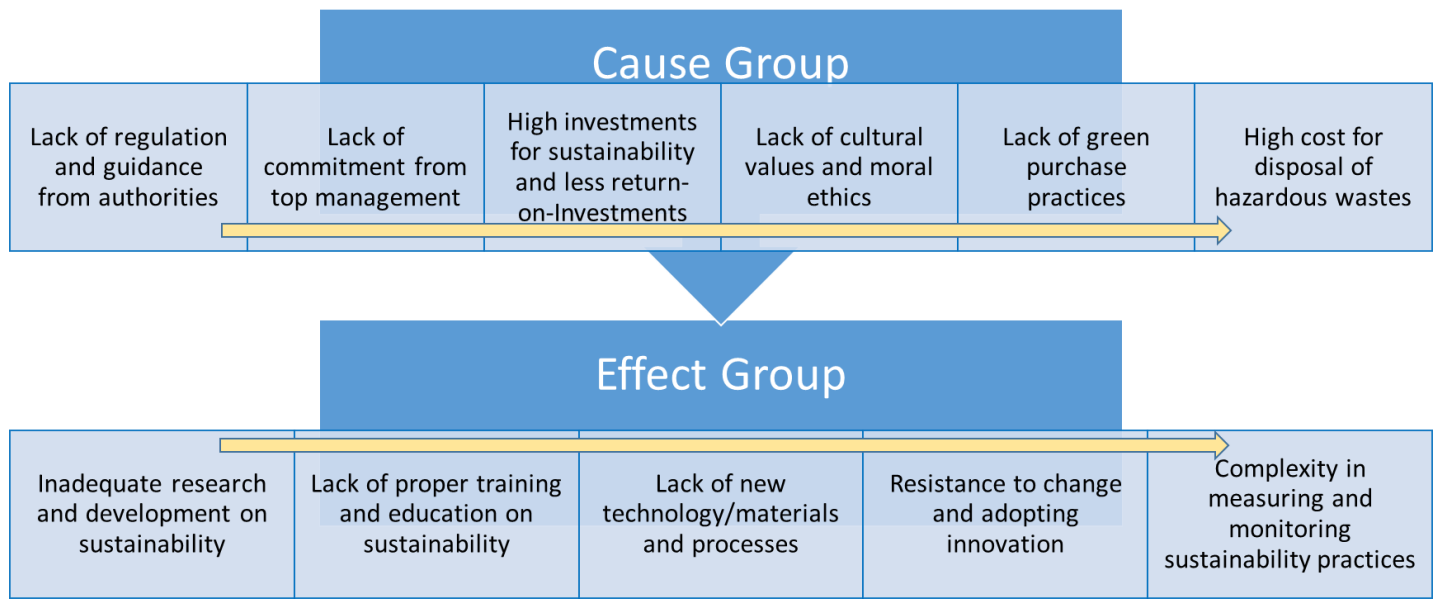 Cause Group
Lack of regulation
and guidance
from authorities
Lack of
commitment from
top management
High investments
for sustainability
and less return-
on-Investments
Lack of cultural
values and moral
ethics
Lack of green
purchase
practices
High cost for
disposal of
hazardous wastes
Effect Group
Inadequate research
and development on
sustainability
Lack of proper training
and education on
sustainability
Lack of new
technology/materials
and processes
Resistance to change
and adopting
innovation
Complexity in
measuring and
monitoring
sustainability practices